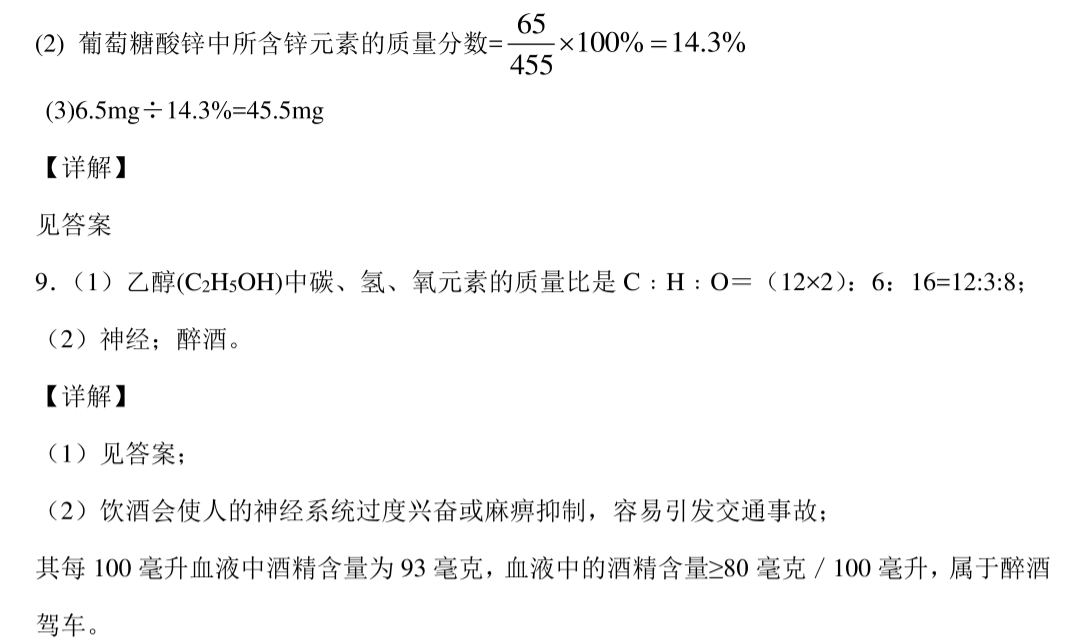 (2) 葡萄糖酸锌中所含锌元素的质量分数=65/455×100%=14.3%
(3)6.5mg÷14.3%=45.5mg
【详解】
见答案
9.（1）乙醇(C₂H₅OH)中碳、氢、氧元素的质量比是 C：H：O＝（12×2）：6：16=12:3:8；
（2）神经；醉酒。
【详解】
（1）见答案；
（2）饮酒会使人的神经系统过度兴奋或麻痹抑制，容易引发交通事故；
其每 100 毫升血液中酒精含量为 93 毫克，血液中的酒精含量≥80 毫克／100 毫升，属于醉酒
驾车。